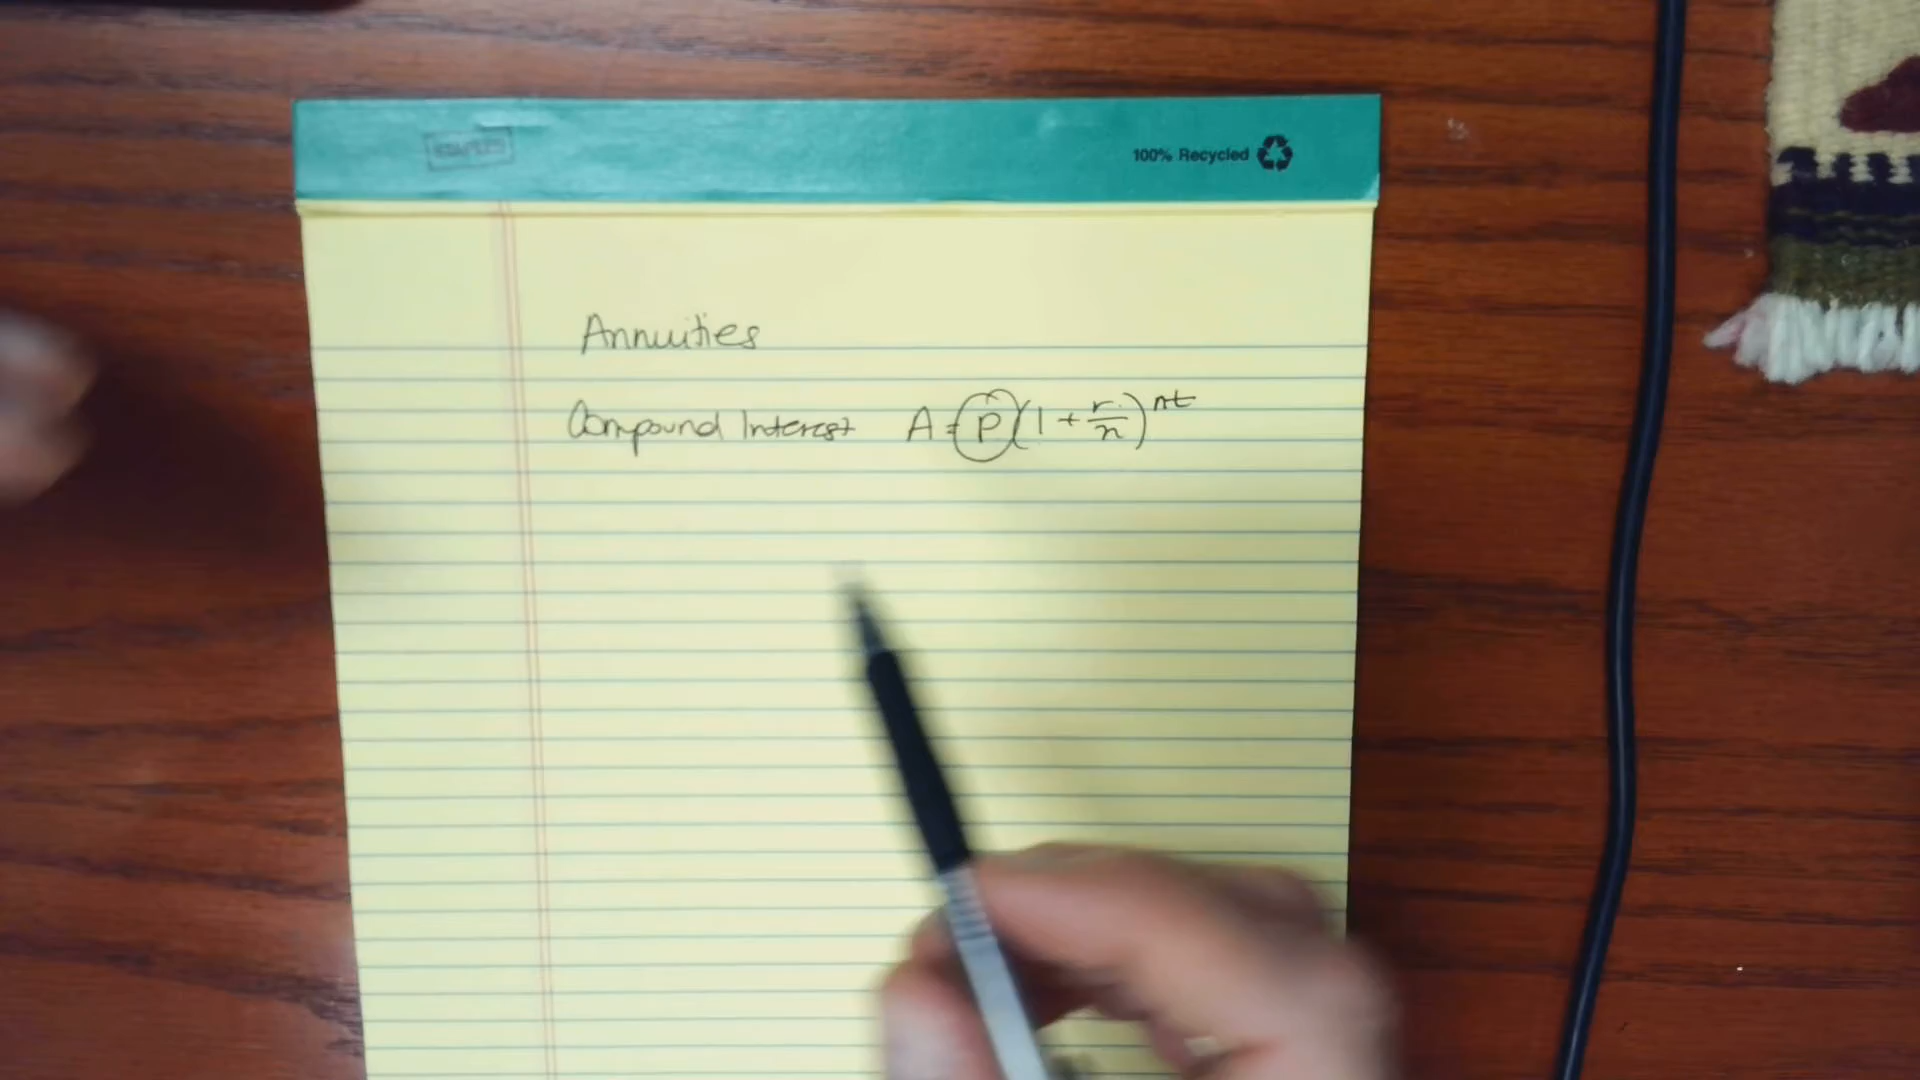 100% Recycled
Annuities
Compound Interest A = P(1 + r/n)^nt